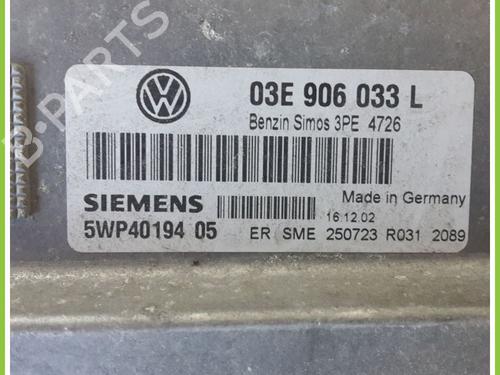 B-PARTS
03E 906 033 L
Benzin Simos 3PE 4726
SIEMENS
Made in Germany
16.12.02
5WP40194 05
ER SME 250723 R031 2089